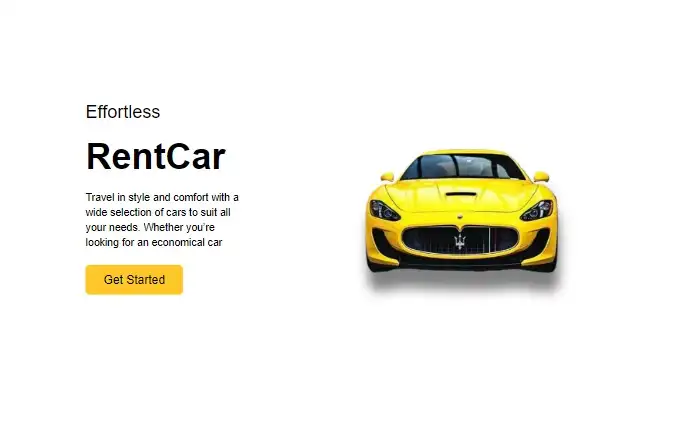 Effortless
RentCar
Travel in style and comfort with a
wide selection of cars to suit all
your needs. Whether you're
looking for an economical car
Get Started